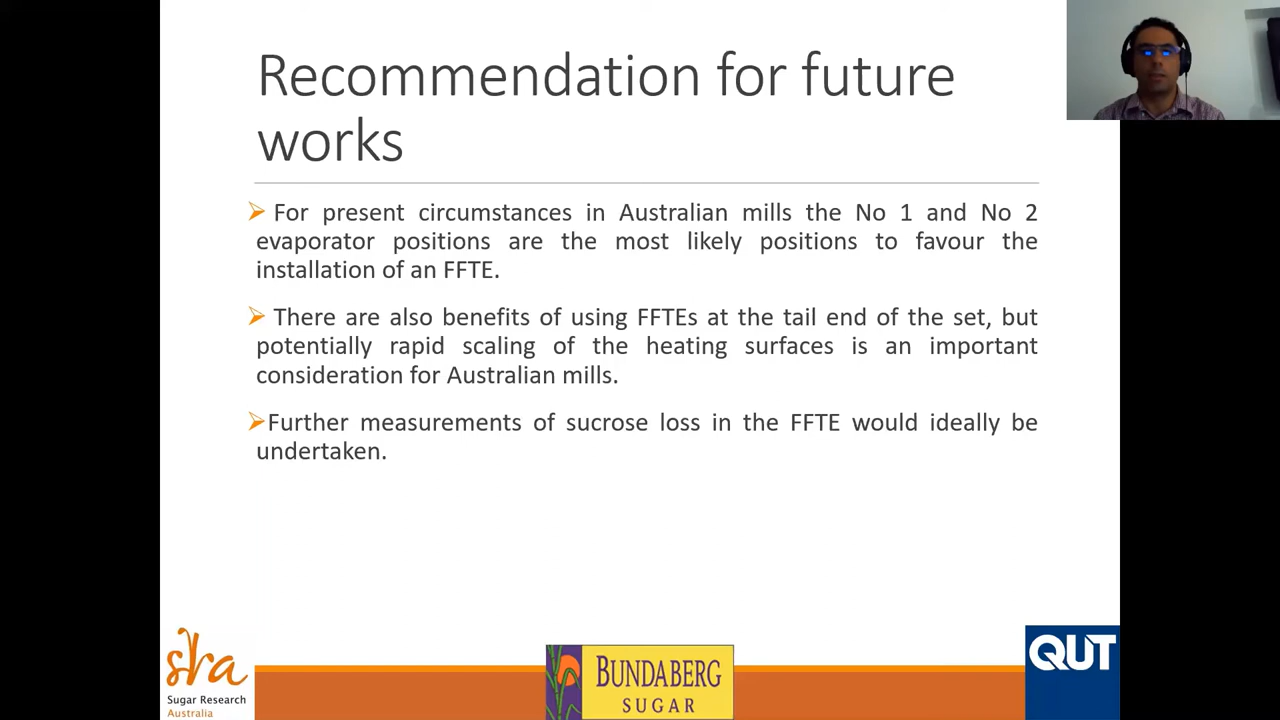 Recommendation for future
works
For present circumstances in Australian mills the No 1 and No 2
evaporator positions are the most likely positions to favour the
installation of an FFTE.
There are also benefits of using FFTEs at the tail end of the set, but
potentially rapid scaling of the heating surfaces is an important
consideration for Australian mills.
Further measurements of sucrose loss in the FFTE would ideally be
undertaken.
sra
Sugar Research
Australia
BUNDABERG
SUGAR
QUT